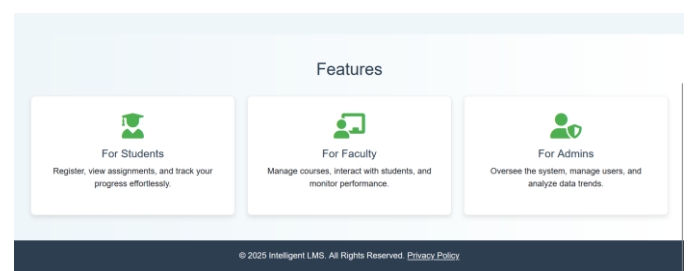 Features
For Students
Register, view assignments, and track your
progress effortlessly.
For Faculty
Manage courses, interact with students, and
monitor performance.
For Admins
Oversee the system, manage users, and
analyze data trends.
© 2025 Intelligent LMS. All Rights Reserved. Privacy Policy